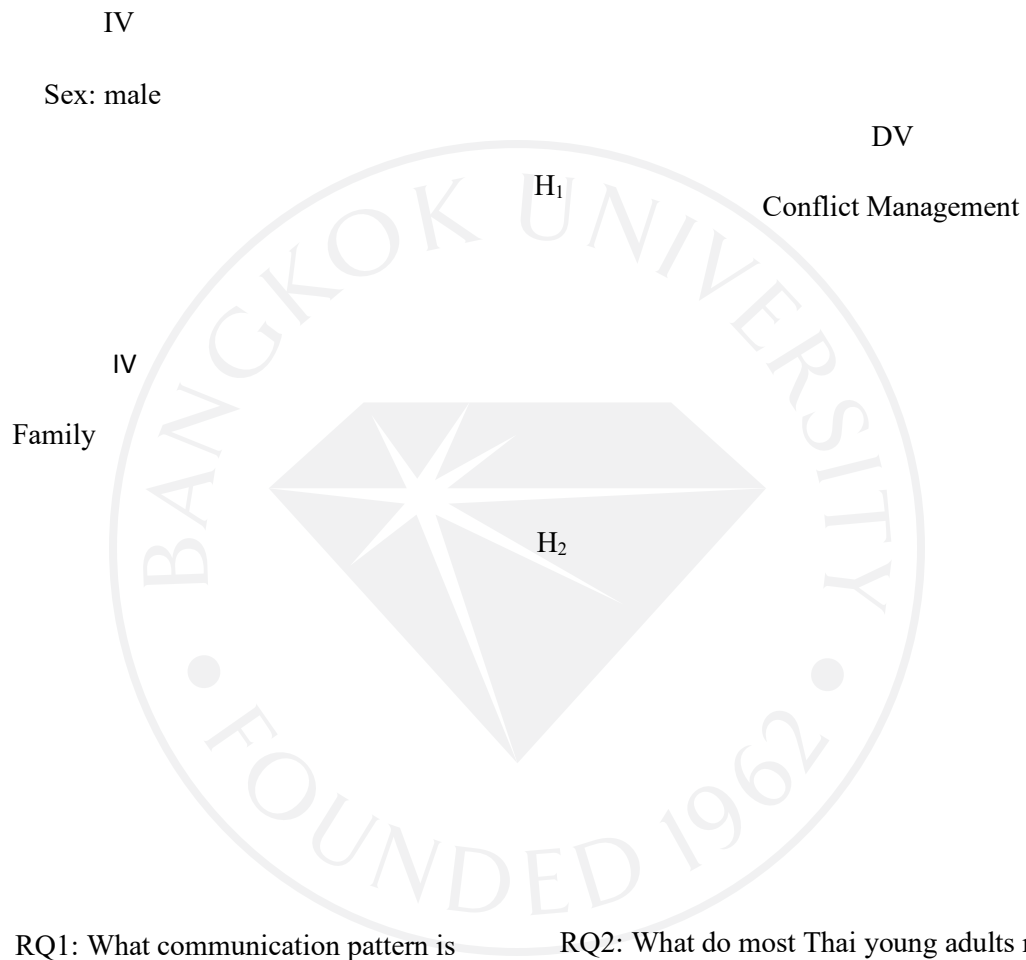 IV
Sex: male
DV
H₁
Conflict Management
IV
Family
H₂
BANGKOK UNIVERSITY
• FOUNDED 1962 •
RQ1: What communication pattern is
RQ2: What do most Thai young adults